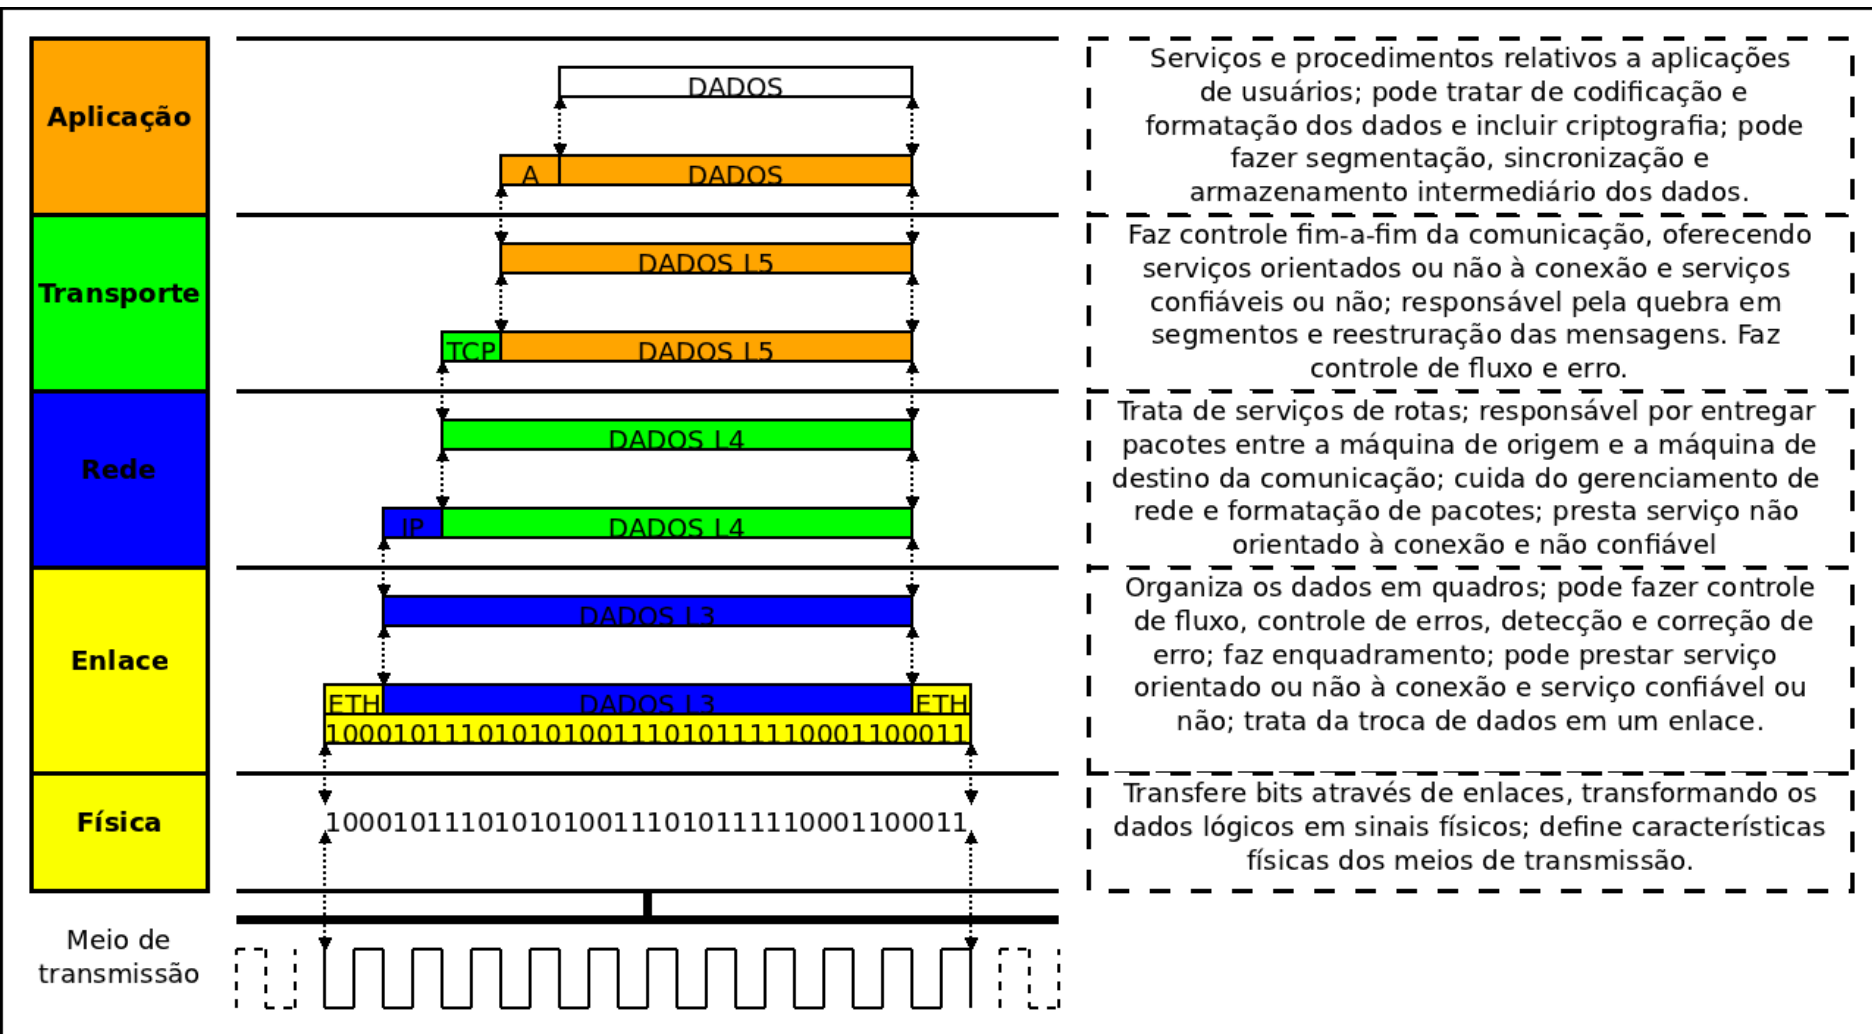 Aplicação
DADOS
A DADOS
Serviços e procedimentos relativos a aplicações
de usuários; pode tratar de codificação e
formatação dos dados e incluir criptografia; pode
fazer segmentação, sincronização e
armazenamento intermediário dos dados.
Transporte
DADOS L5
TCP DADOS L5
Faz controle fim-a-fim da comunicação, oferecendo
serviços orientados ou não à conexão e serviços
confiáveis ou não; responsável pela quebra em
segmentos e reestruração das mensagens. Faz
controle de fluxo e erro.
Rede
DADOS L4
IP DADOS L4
Trata de serviços de rotas; responsável por entregar
pacotes entre a máquina de origem e a máquina de
destino da comunicação; cuida do gerenciamento de
rede e formatação de pacotes; presta serviço não
orientado à conexão e não confiável
Enlace
DADOS L3
ETH DADOS L3 ETH
10001011101010100111010111110001100011
Organiza os dados em quadros; pode fazer controle
de fluxo, controle de erros, detecção e correção de
erro; faz enquadramento; pode prestar serviço
orientado ou não à conexão e serviço confiável ou
não; trata da troca de dados em um enlace.
Física
10001011101010100111010111110001100011
Transfere bits através de enlaces, transformando os
dados lógicos em sinais físicos; define características
físicas dos meios de transmissão.
Meio de
transmissão